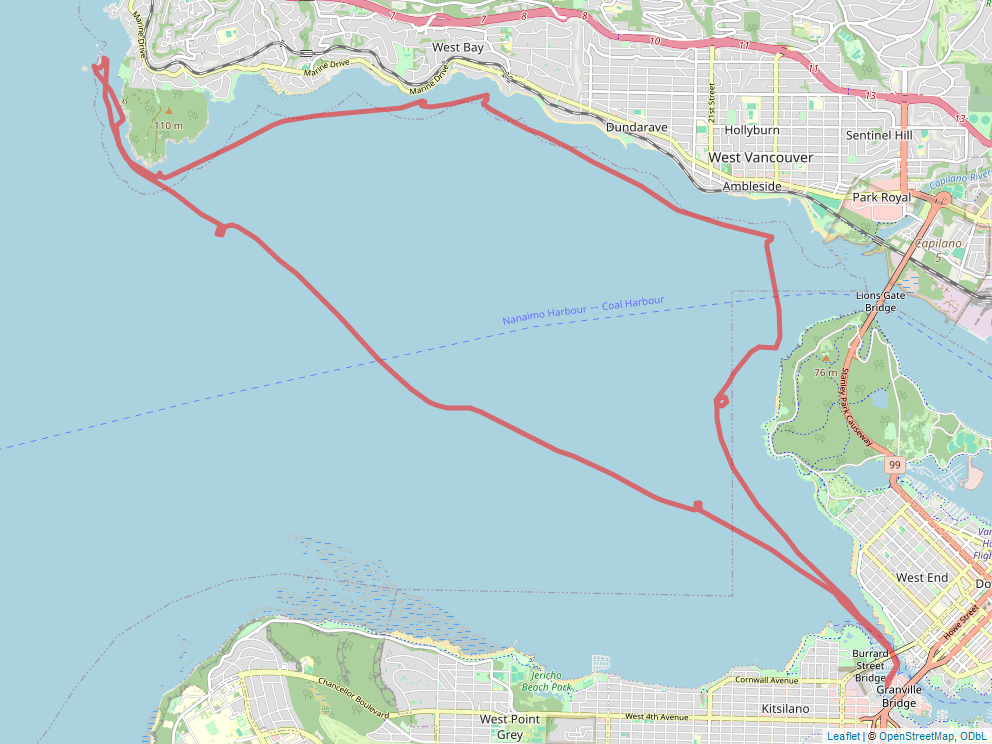 7
7
8
8
10
11
11
13
13
Marine Drive
West Bay
Marine Drive
Marine Drive
21st Street
110 m
Dundarave
Hollyburn
Sentinel Hill
West Vancouver
Ambleside
Park Royal
Capilano River
Capilano
5
Nanaimo Harbour — Coal Harbour
Lions Gate
Bridge
76 m
Stanley Park Causeway
99
West End
Howe Street
Burrard
Street
Bridge
Granville
Bridge
Jericho
Beach Park
Cornwall Avenue
Chancellor Boulevard
West Point
Grey
West 4th Avenue
Kitsilano
Leaflet | © OpenStreetMap, ODbL